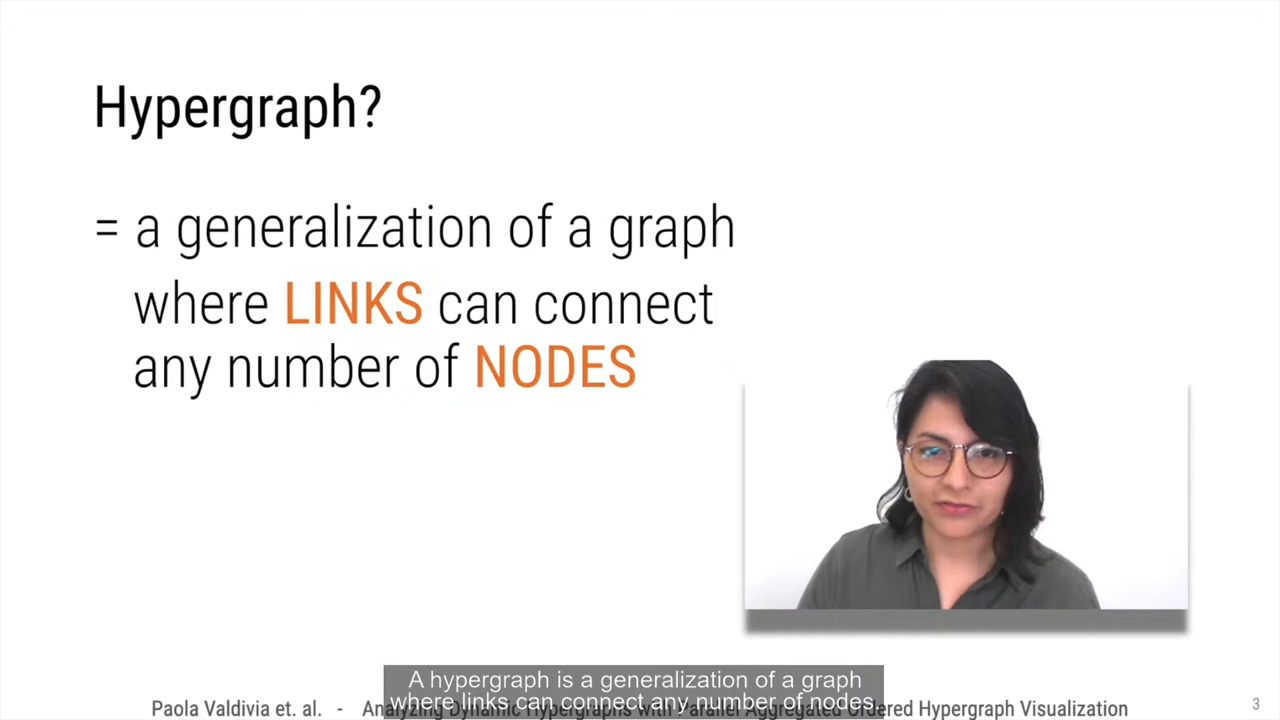 Hypergraph?
= a generalization of a graph
where LINKS can connect
any number of NODES
A hypergraph is a generalization of a graph
where links can connect any number of nodes.
Paola Valdivia et. al. - Analyzing Dynamic Hypergraphs with Parallel Aggregated Ordered Hypergraph Visualization
3